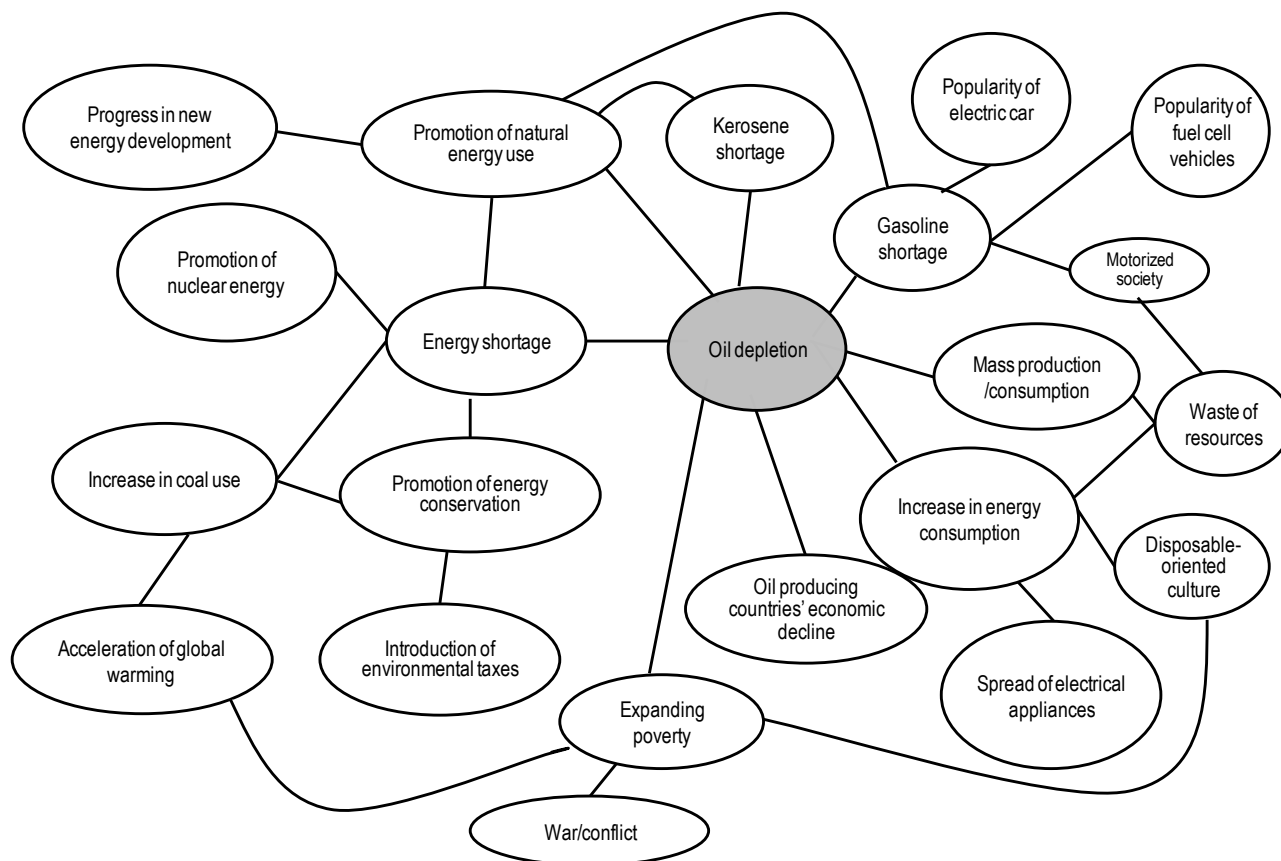 Popularity of
electric car
Popularity of
fuel cell
vehicles
Progress in new
energy development
Promotion of natural
energy use
Kerosene
shortage
Gasoline
shortage
Promotion of
nuclear energy
Motorized
society
Energy shortage
Oil depletion
Mass production
/consumption
Waste of
resources
Increase in coal use
Promotion of energy
conservation
Increase in energy
consumption
Disposable-
oriented
culture
Oil producing
countries’ economic
decline
Acceleration of global
warming
Introduction of
environmental taxes
Spread of electrical
appliances
Expanding
poverty
War/conflict